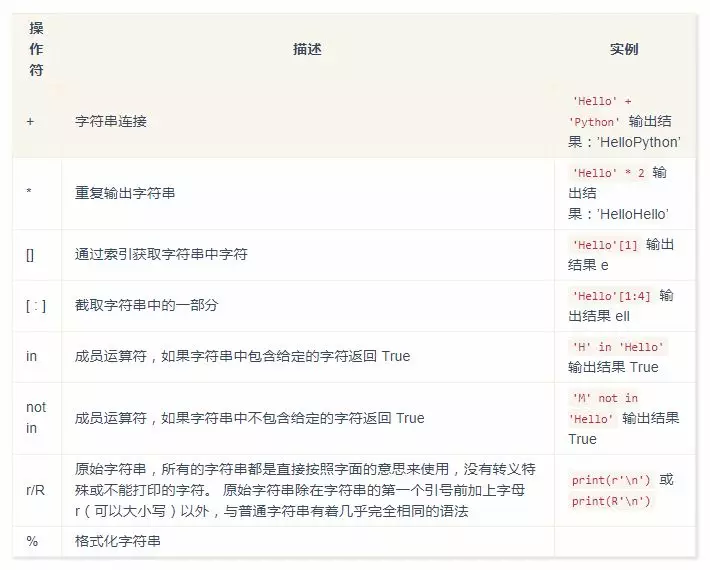 操
作
符
描述
实例
+
字符串连接
'Hello' +
'Python' 输出结
果：’HelloPython’
*
重复输出字符串
'Hello' * 2 输
出结
果：’HelloHello’
[]
通过索引获取字符串中字符
'Hello'[1] 输出
结果 e
[ : ]
截取字符串中的一部分
'Hello'[1:4] 输
出结果 ell
in
成员运算符，如果字符串中包含给定的字符返回 True
'H' in 'Hello'
输出结果 True
not
in
成员运算符，如果字符串中不包含给定的字符返回 True
'M' not in
'Hello' 输出结果
True
r/R
原始字符串，所有的字符串都是直接按照字面的意思来使用，没有转义特
殊或不能打印的字符。 原始字符串除在字符串的第一个引号前加上字母
r（可以大小写）以外，与普通字符串有着几乎完全相同的语法
print(r'\n') 或
print(R'\n')
%
格式化字符串